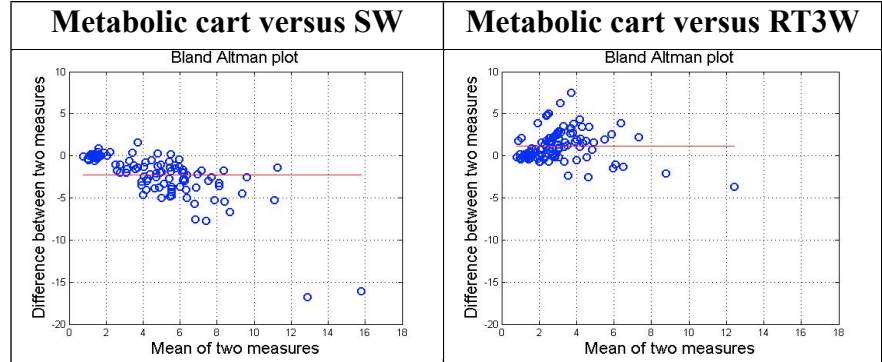 Metabolic cart versus SW
Metabolic cart versus RT3W
Bland Altman plot
Difference between two measures
10
5
0
-5
-10
-15
-20
0 2 4 6 8 10 12 14 16 18
Mean of two measures
Bland Altman plot
Difference between two measures
10
5
0
-5
-10
-15
-20
0 2 4 6 8 10 12 14 16 18
Mean of two measures